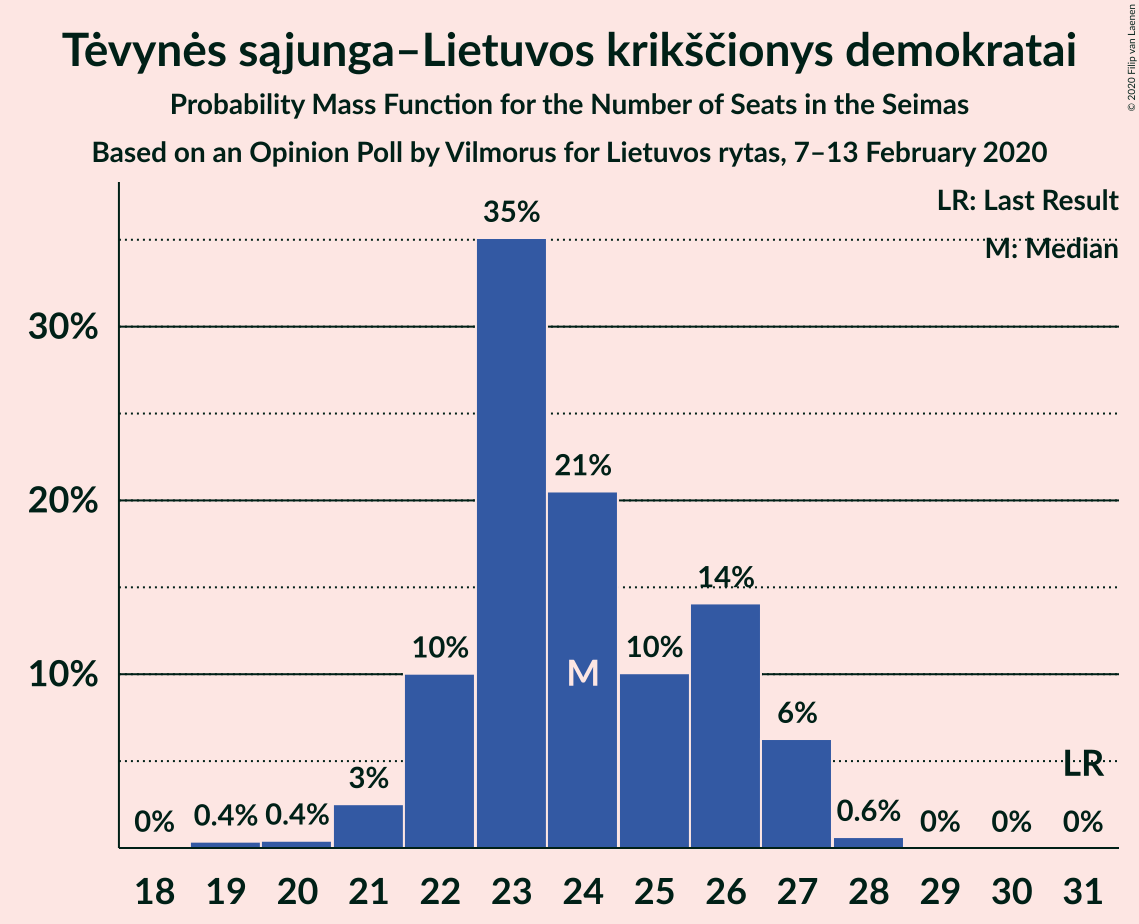 Tėvynės sąjunga–Lietuvos krikščionys demokratai
Probability Mass Function for the Number of Seats in the Seimas
Based on an Opinion Poll by Vilmorus for Lietuvos rytas, 7–13 February 2020
© 2020 Filip van Laenen
LR: Last Result
M: Median
35%
30%
21%
20%
14%
10%
10%
M
10%
6%
LR
3%
0%
0.4%
0.4%
0.6%
0%
0%
0%
18 19 20 21 22 23 24 25 26 27 28 29 30 31